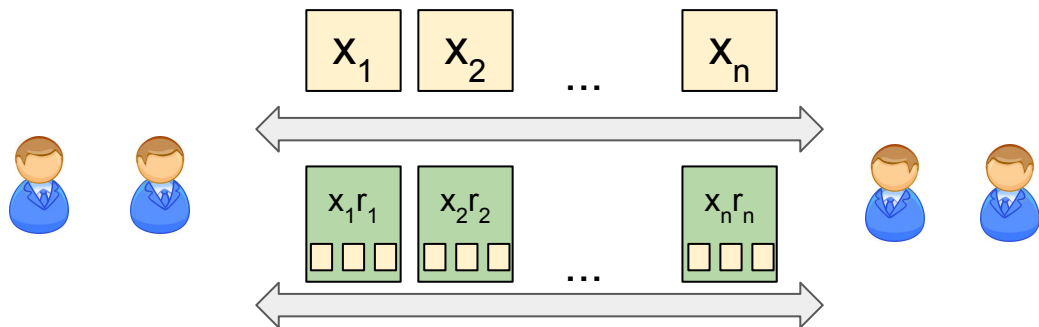 x₁ x₂ ... xₙ
x₁r₁ x₂r₂ ... xₙrₙ